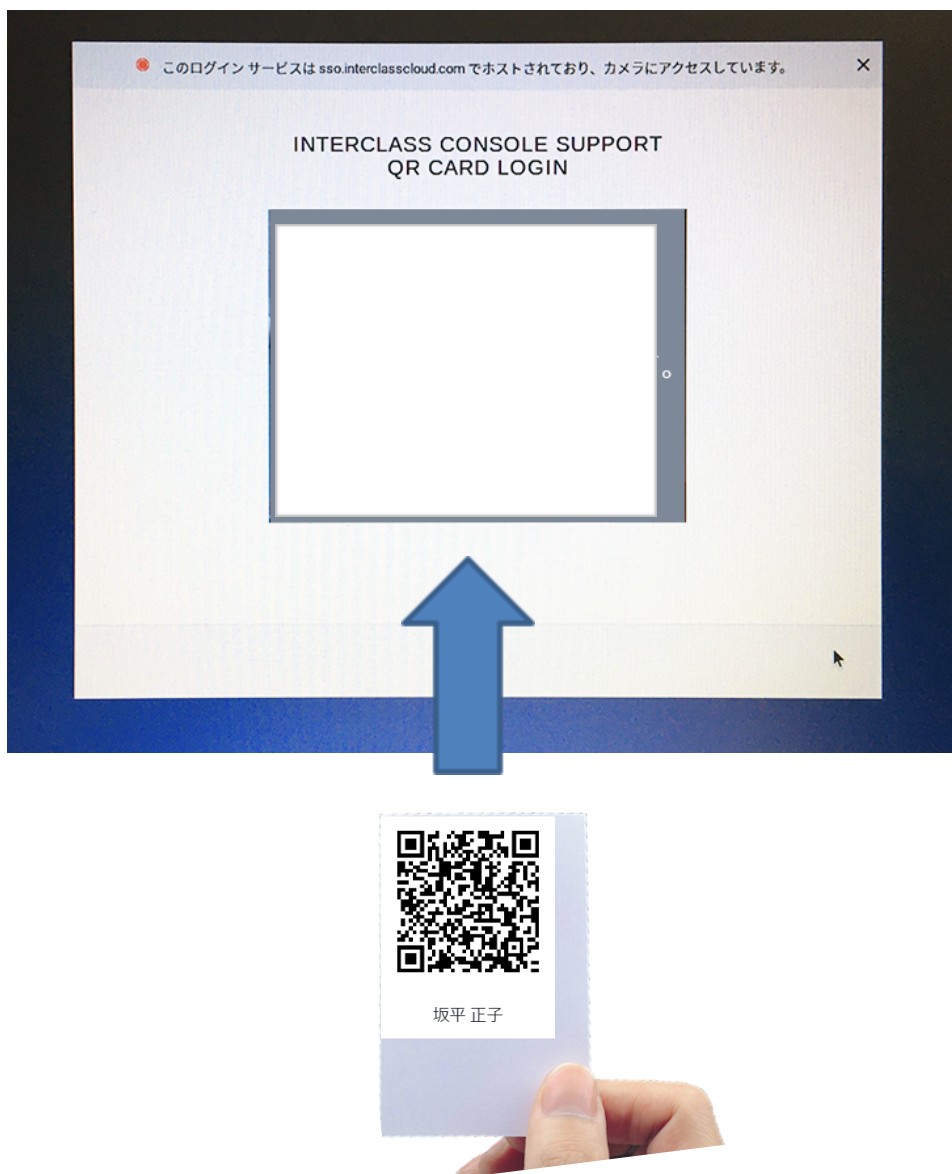 このログイン サービスは sso.interclasscloud.com でホストされており、カメラにアクセスしています。
INTERCLASS CONSOLE SUPPORT
QR CARD LOGIN
坂平 正子